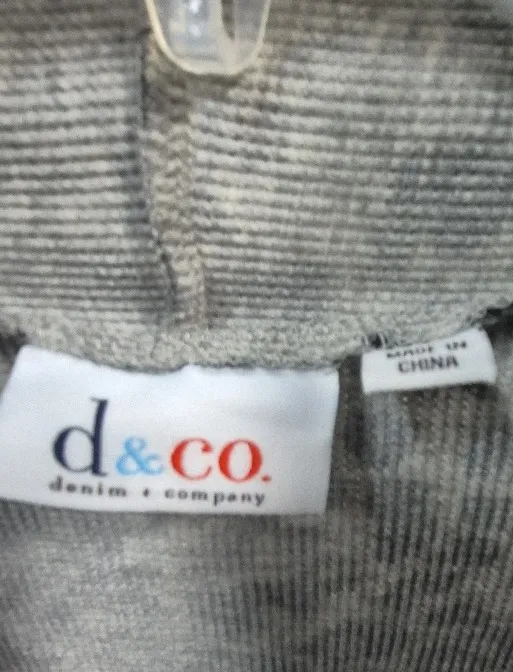 d&co.
denim + company
MADE IN
CHINA